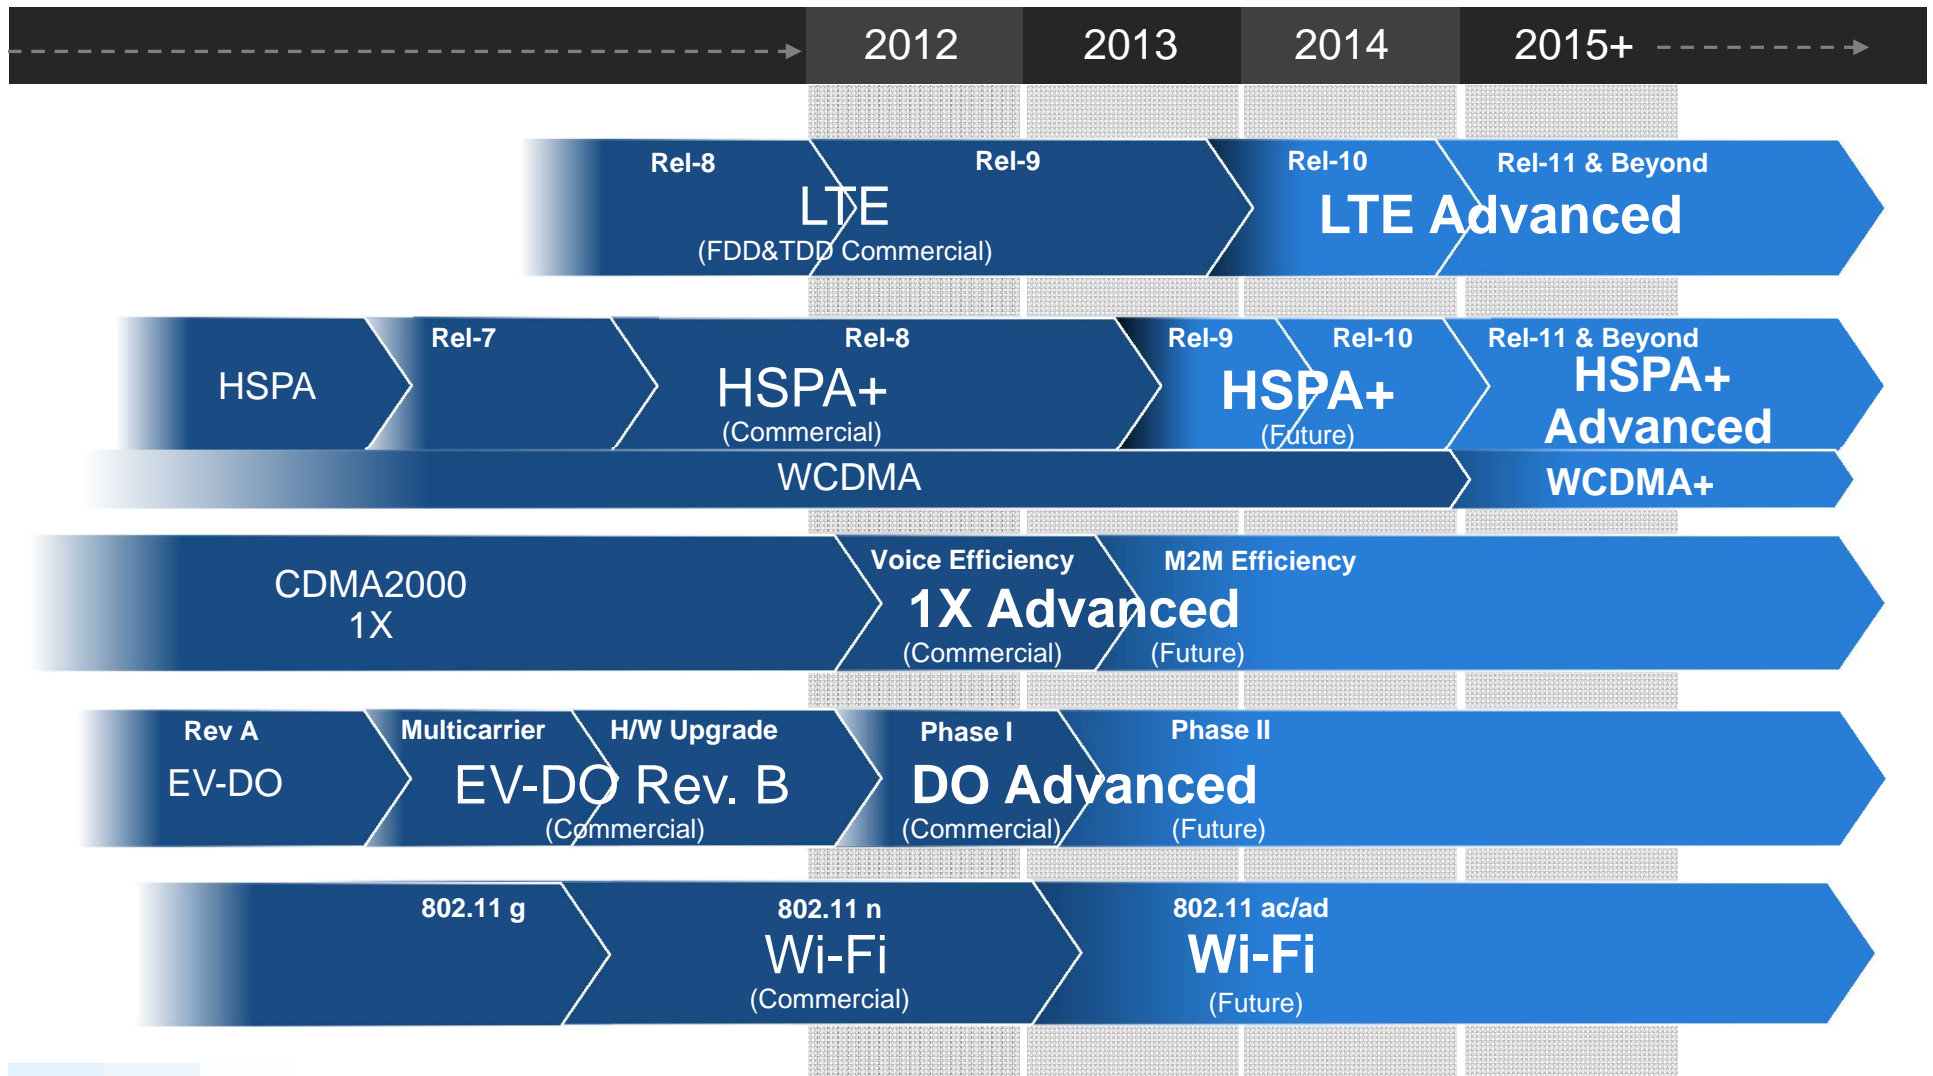 2012
2013
2014
2015+
Rel-8
Rel-9
Rel-10
Rel-11 & Beyond
LTE
(FDD&TDD Commercial)
LTE Advanced
HSPA
Rel-7
Rel-8
HSPA+
(Commercial)
Rel-9
Rel-10
HSPA+
(Future)
Rel-11 & Beyond
HSPA+
Advanced
WCDMA
WCDMA+
CDMA2000
1X
Voice Efficiency
M2M Efficiency
1X Advanced
(Commercial)
(Future)
Rev A
EV-DO
Multicarrier
H/W Upgrade
EV-DO Rev. B
(Commercial)
Phase I
Phase II
DO Advanced
(Commercial)
(Future)
802.11 g
802.11 n
Wi-Fi
(Commercial)
802.11 ac/ad
Wi-Fi
(Future)